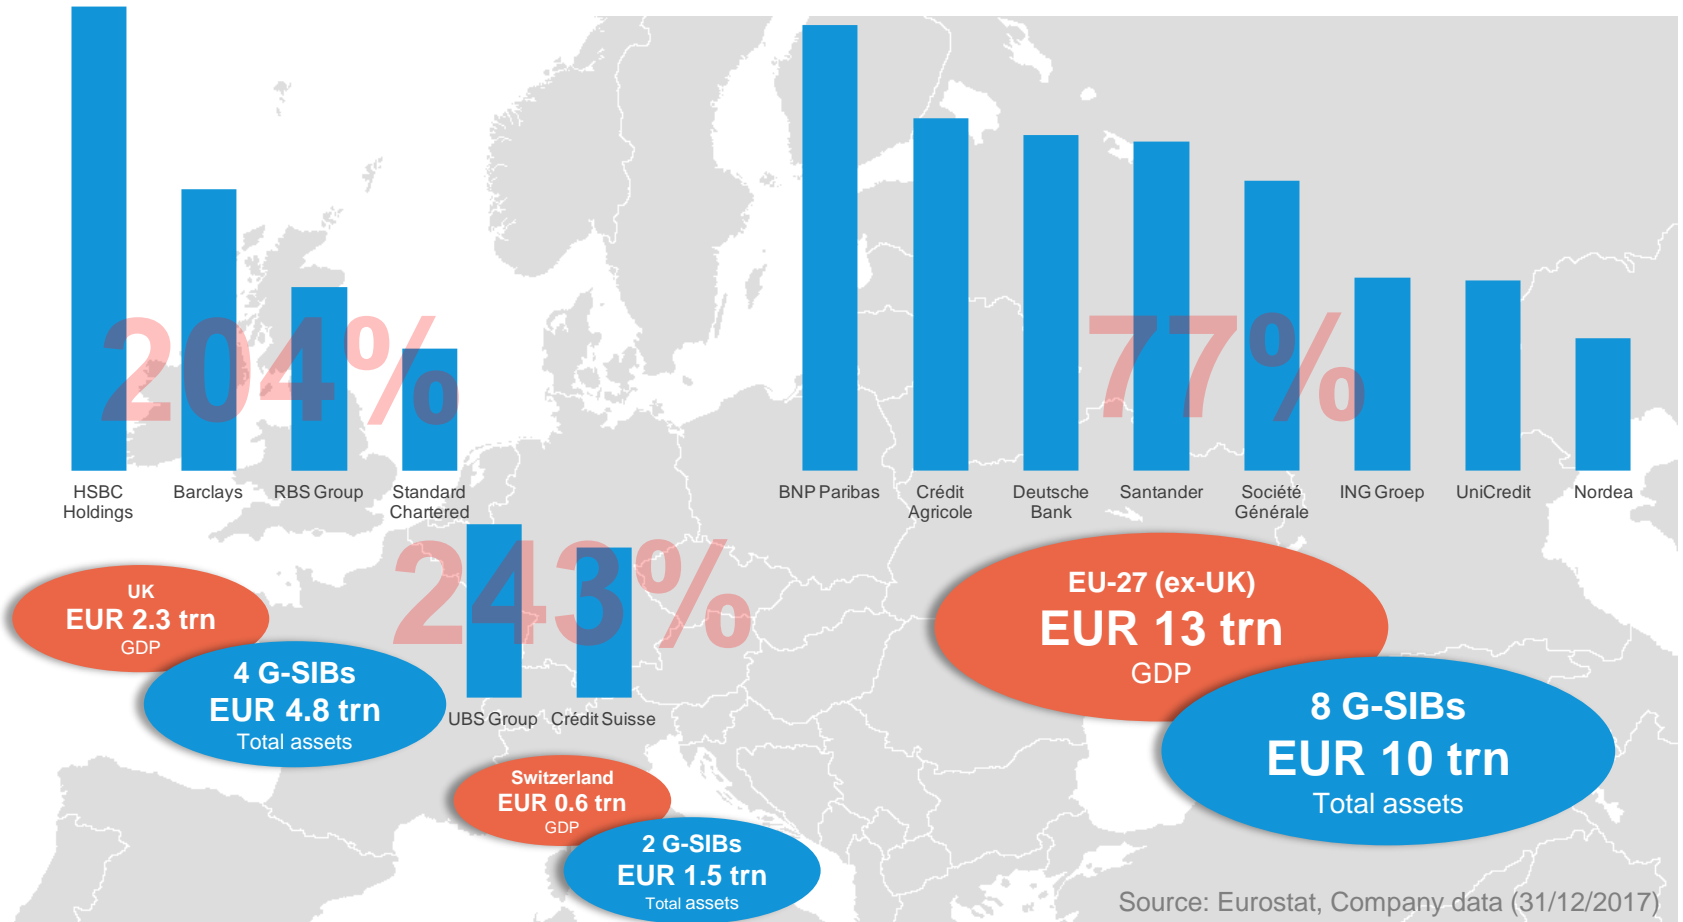 204%
HSBC
Holdings
Barclays
RBS Group
Standard
Chartered
77%
BNP Paribas
Crédit
Agricole
Deutsche
Bank
Santander
Société
Générale
ING Groep
UniCredit
Nordea
243%
UBS Group
Crédit Suisse
UK
EUR 2.3 trn
GDP
4 G-SIBs
EUR 4.8 trn
Total assets
Switzerland
EUR 0.6 trn
GDP
2 G-SIBs
EUR 1.5 trn
Total assets
EU-27 (ex-UK)
EUR 13 trn
GDP
8 G-SIBs
EUR 10 trn
Total assets
Source: Eurostat, Company data (31/12/2017)